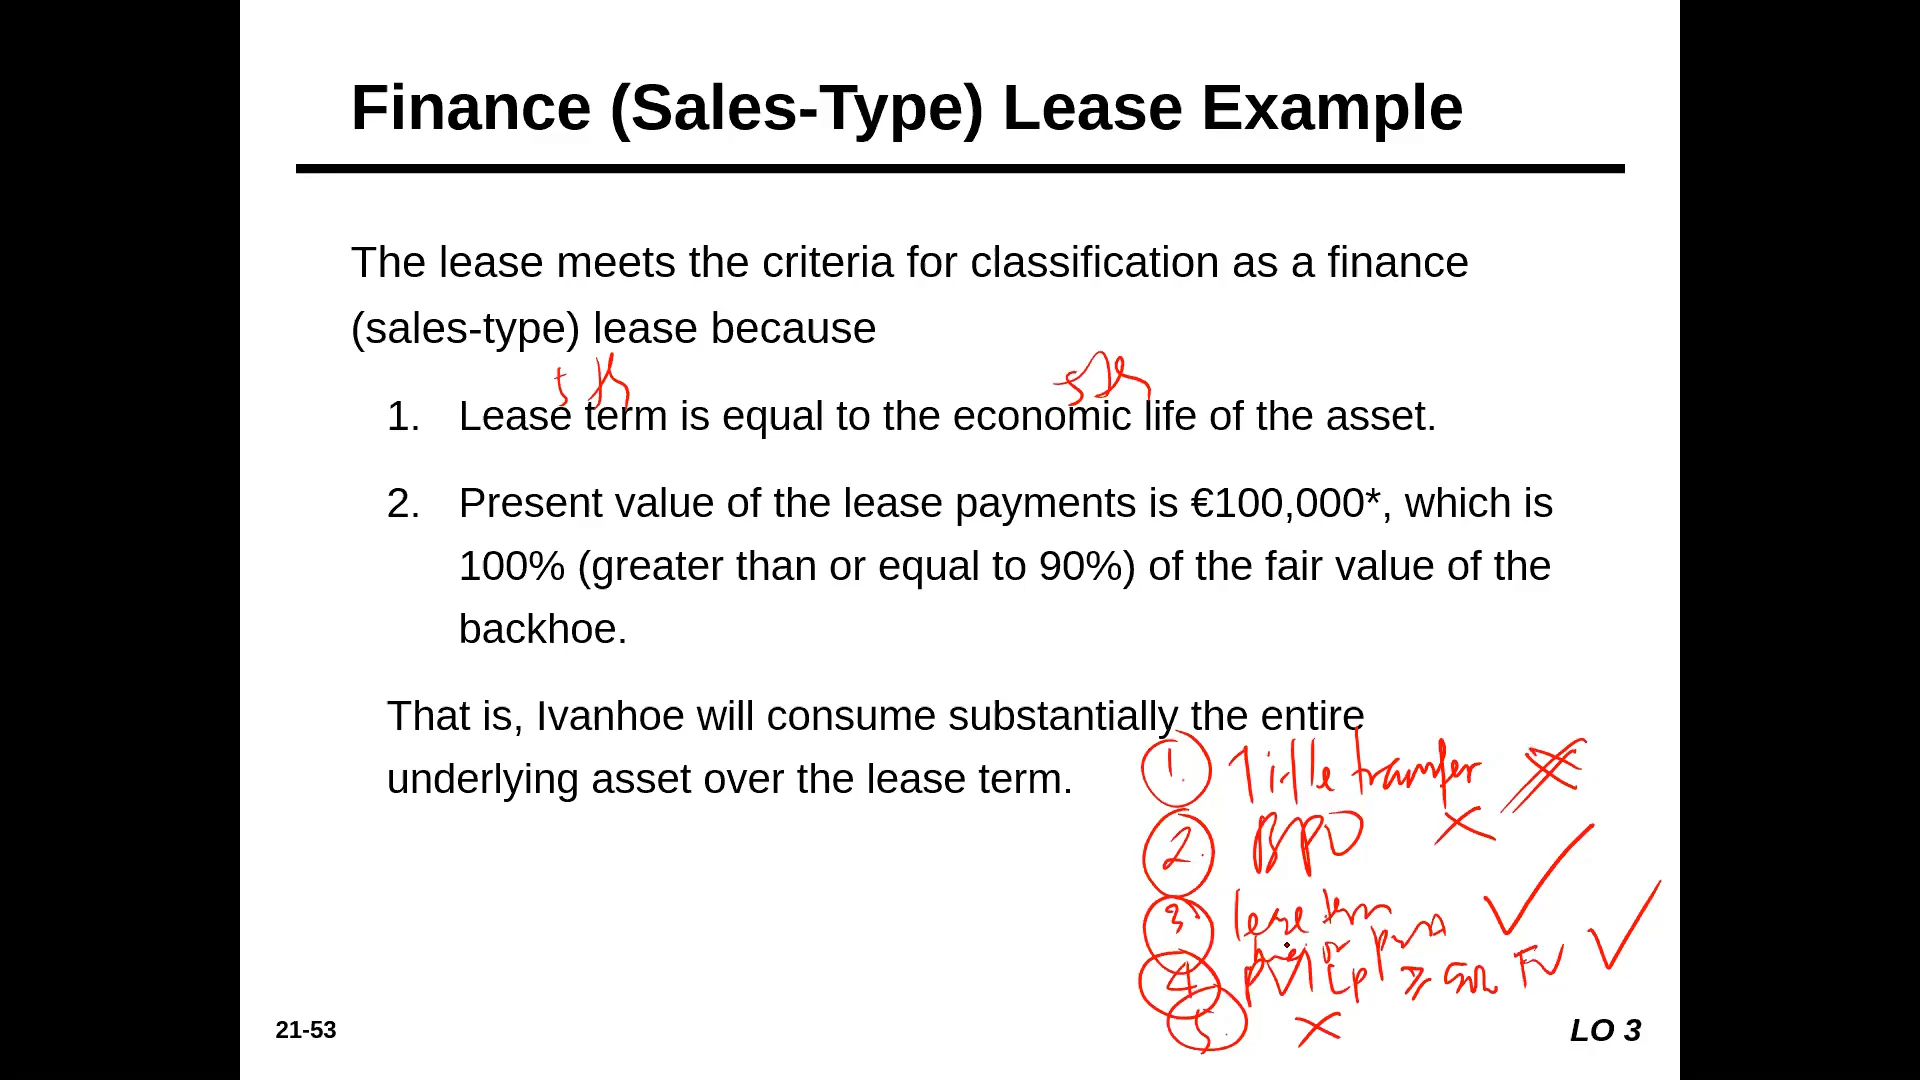 Finance (Sales-Type) Lease Example
The lease meets the criteria for classification as a finance
(sales-type) lease because
1. Lease term is equal to the economic life of the asset.
2. Present value of the lease payments is €100,000*, which is
100% (greater than or equal to 90%) of the fair value of the
backhoe.
That is, Ivanhoe will consume substantially the entire
underlying asset over the lease term.
1. Title transfer
2. BPO
3 lease term
4 PV LP ≥ FV
5
21-53
LO 3